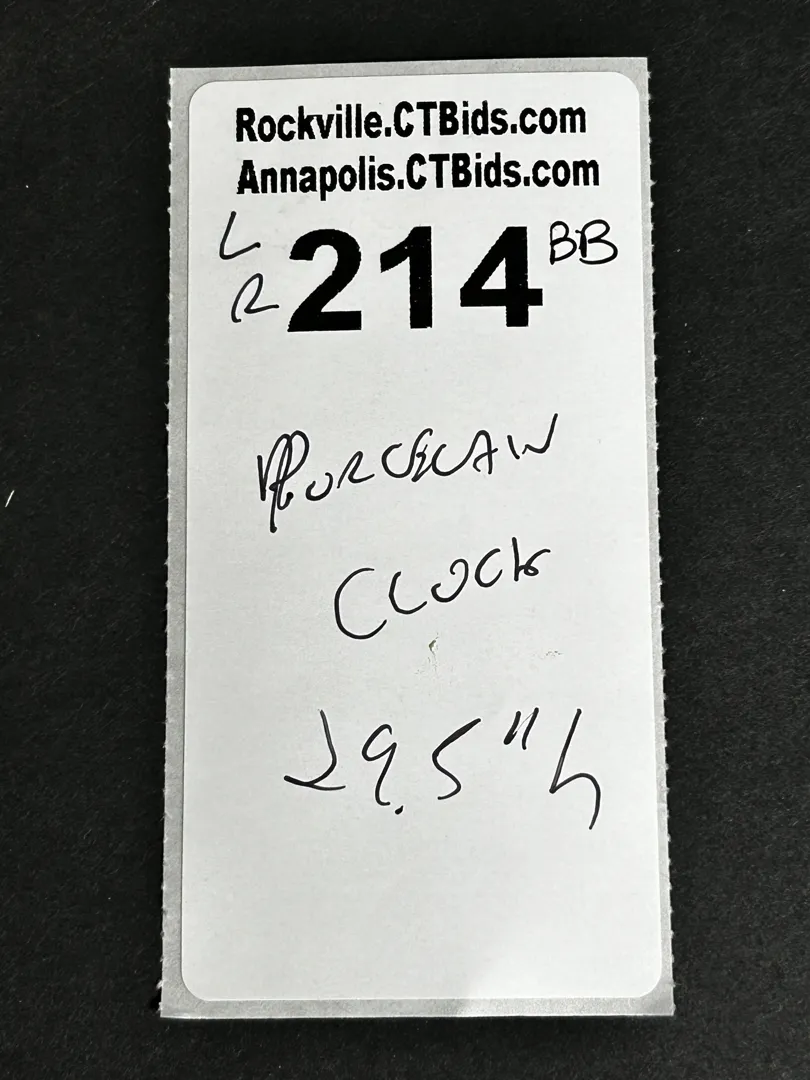 Rockville.CTBids.com
Annapolis.CTBids.com
L
R
214 BB
PORCELAIN
CLOCK
29.5" h